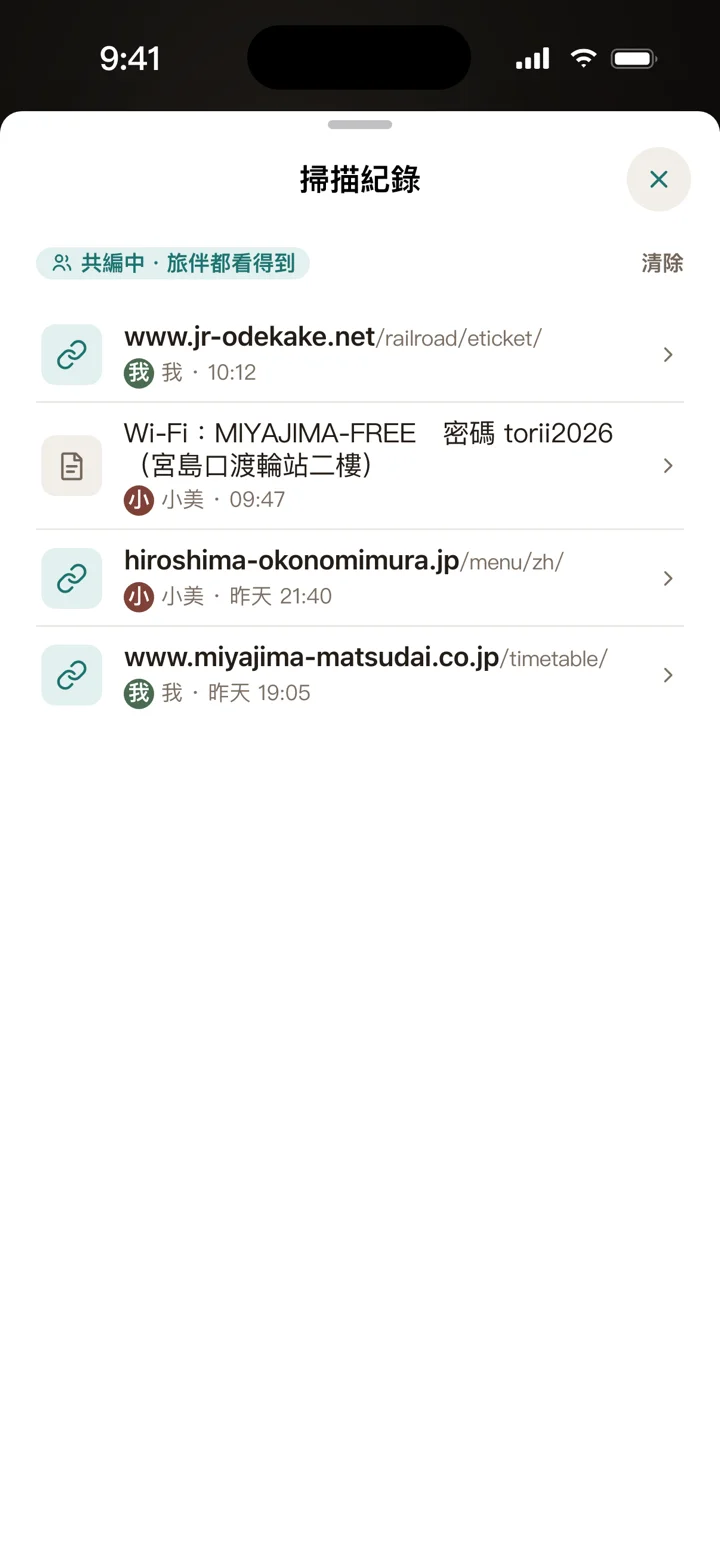 9:41
掃描紀錄
共編中 · 旅伴都看得到
清除
www.jr-odekake.net/railroad/eticket/
我 我 · 10:12
Wi-Fi：MIYAJIMA-FREE　密碼 torii2026
（宮島口渡輪站二樓）
小 小美 · 09:47
hiroshima-okonomimura.jp/menu/zh/
小 小美 · 昨天 21:40
www.miyajima-matsudai.co.jp/timetable/
我 我 · 昨天 19:05